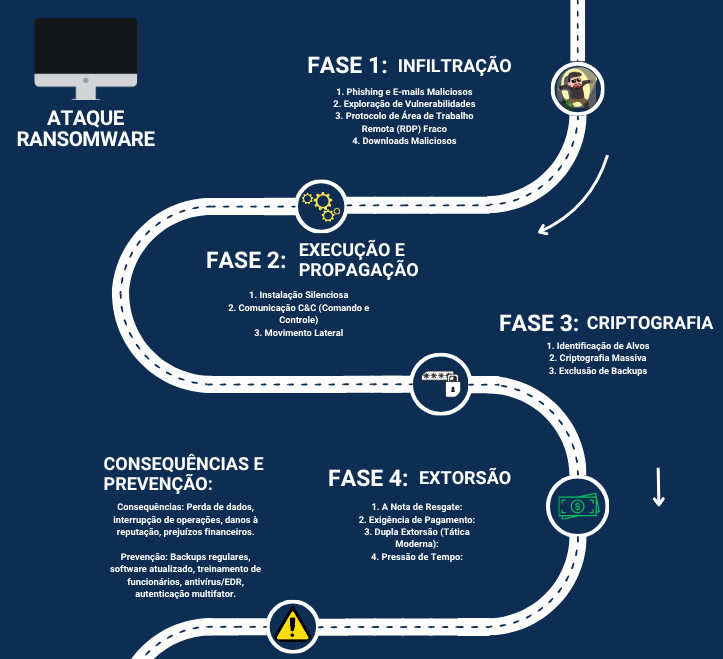 ATAQUE
RANSOMWARE
FASE 1: INFILTRAÇÃO
1. Phishing e E-mails Maliciosos
2. Exploração de Vulnerabilidades
3. Protocolo de Área de Trabalho
Remota (RDP) Fraco
4. Downloads Maliciosos
FASE 2: EXECUÇÃO E
PROPAGAÇÃO
1. Instalação Silenciosa
2. Comunicação C&C (Comando e
Controle)
3. Movimento Lateral
FASE 3: CRIPTOGRAFIA
1. Identificação de Alvos
2. Criptografia Massiva
3. Exclusão de Backups
FASE 4: EXTORSÃO
1. A Nota de Resgate:
2. Exigência de Pagamento:
3. Dupla Extorsão (Tática
Moderna):
4. Pressão de Tempo:
CONSEQUÊNCIAS E
PREVENÇÃO:
Consequências: Perda de dados,
interrupção de operações, danos à
reputação, prejuízos financeiros.
Prevenção: Backups regulares,
software atualizado, treinamento de
funcionários, antivírus/EDR,
autenticação multifator.